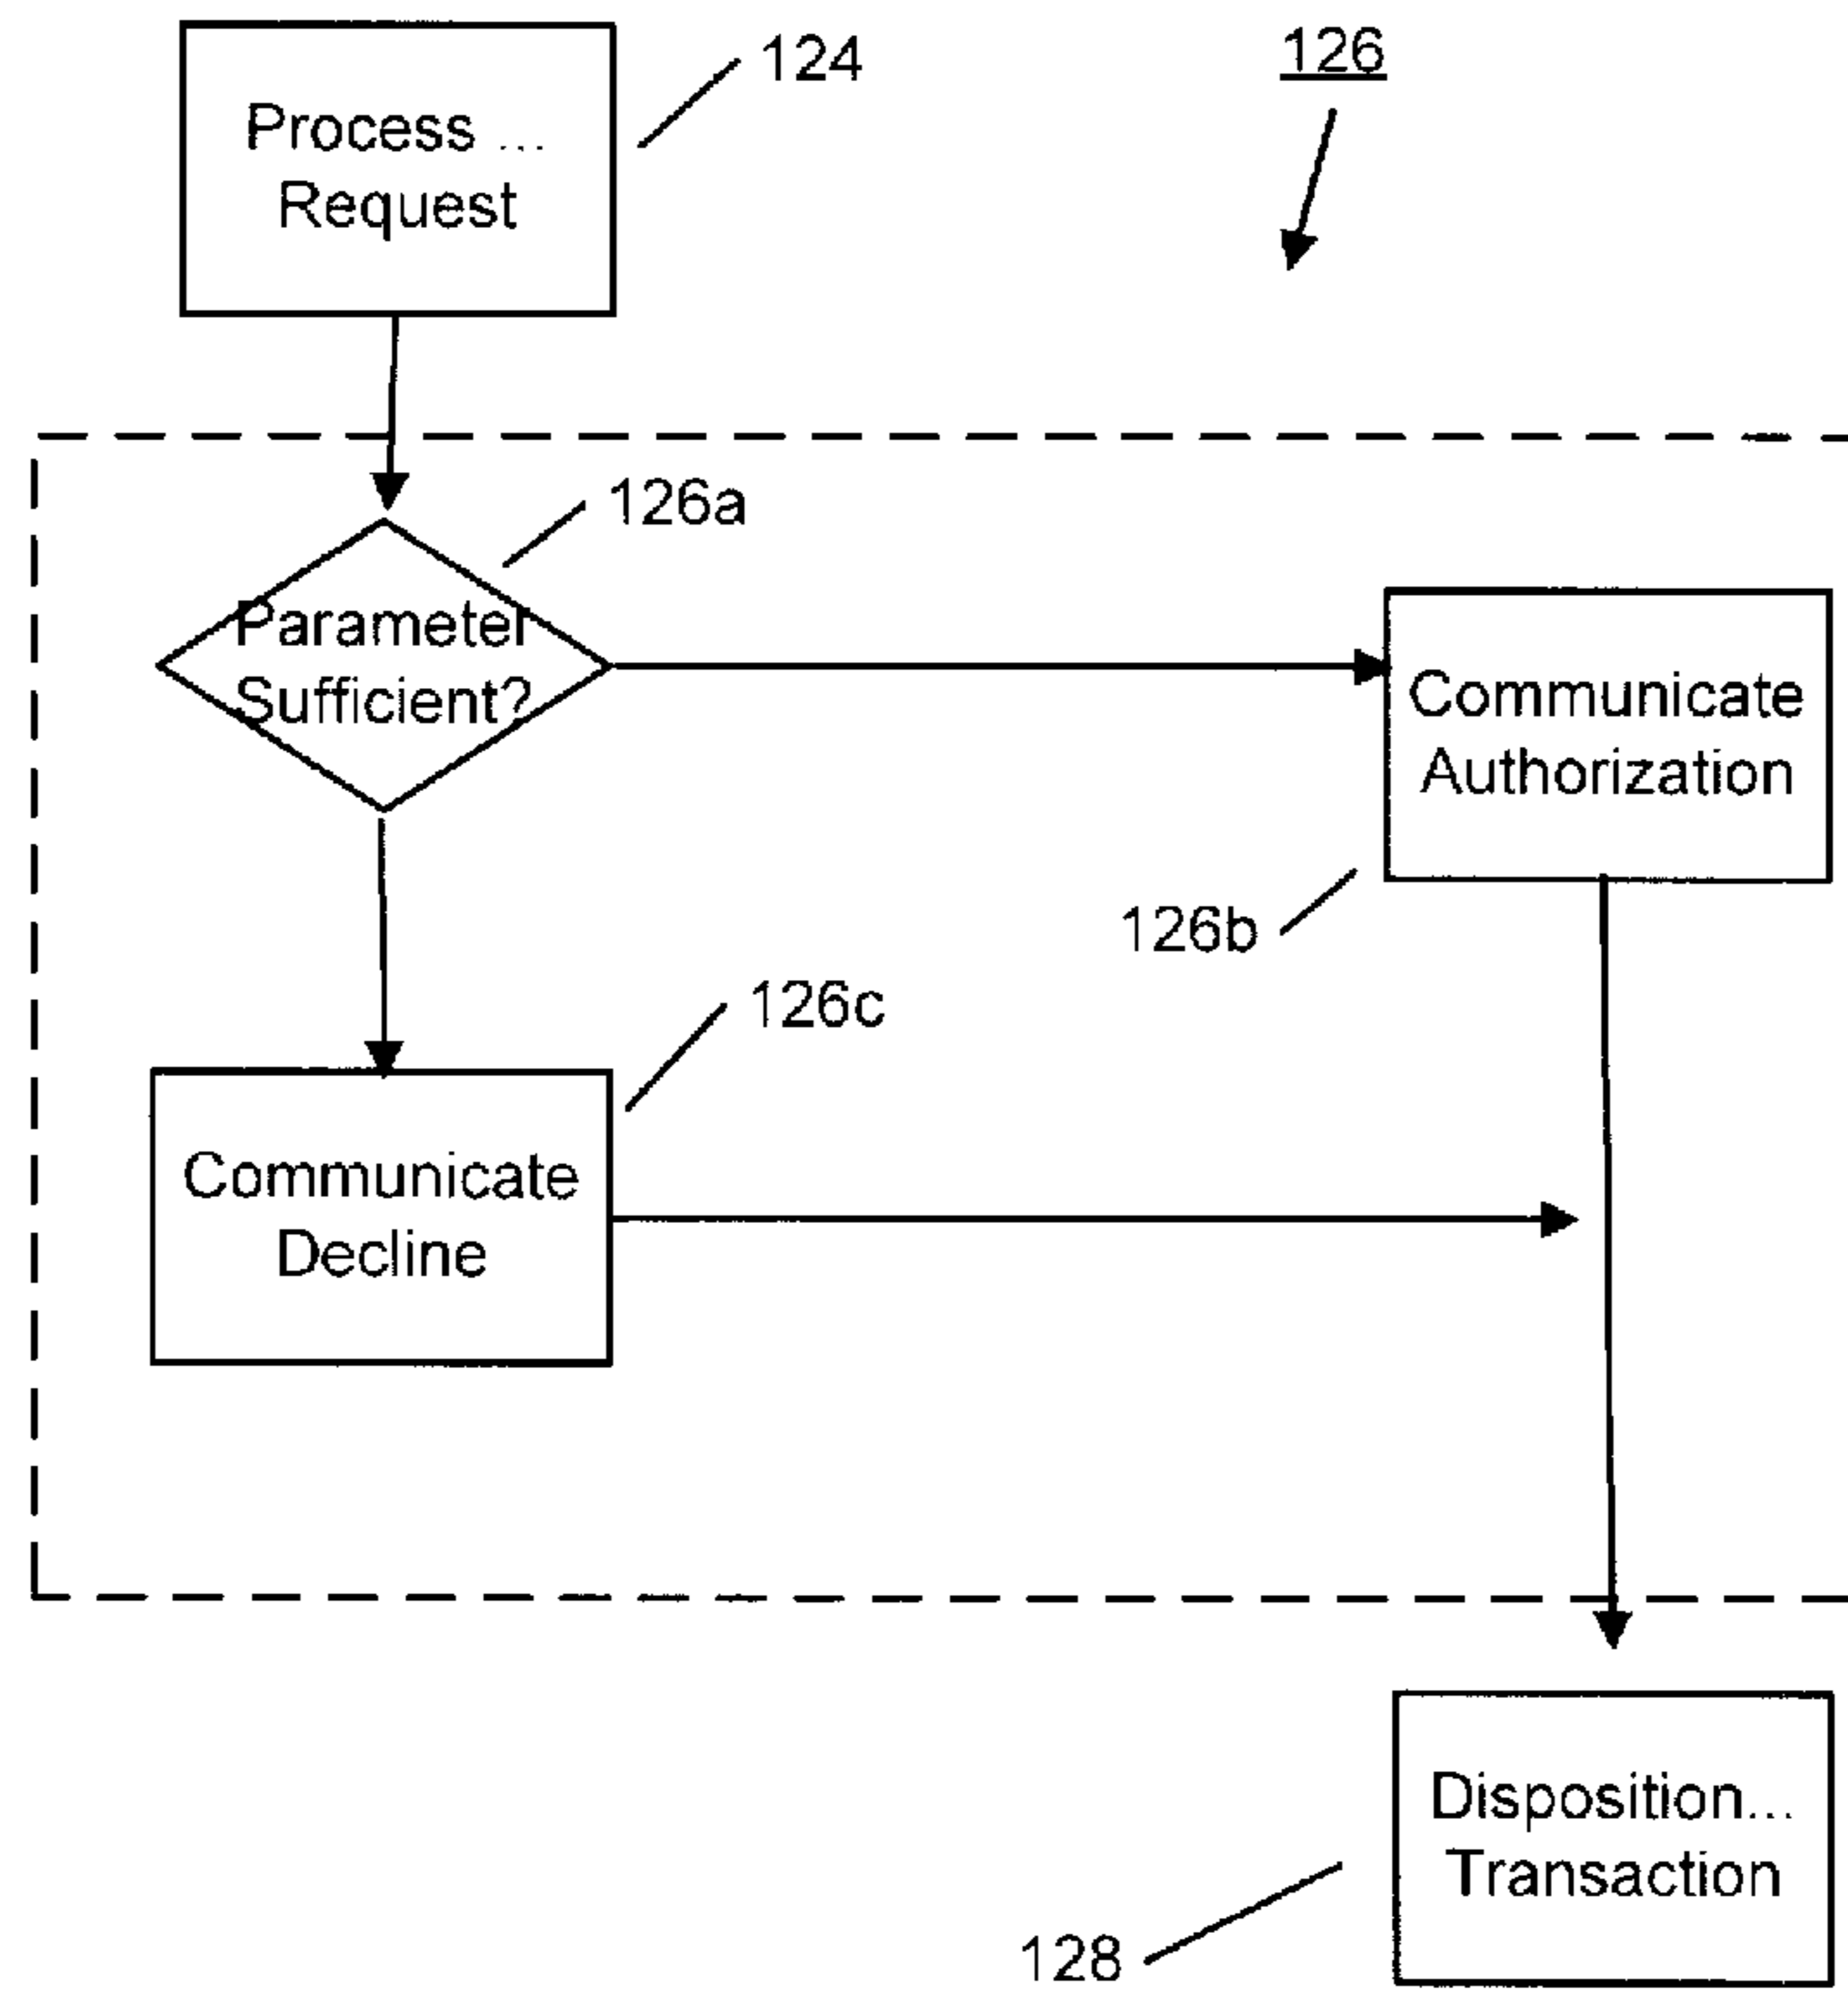 124
126
Process ...
Request
126a
Parameter
Sufficient?
Communicate
Authorization
126b
126c
Communicate
Decline
Disposition...
Transaction
128